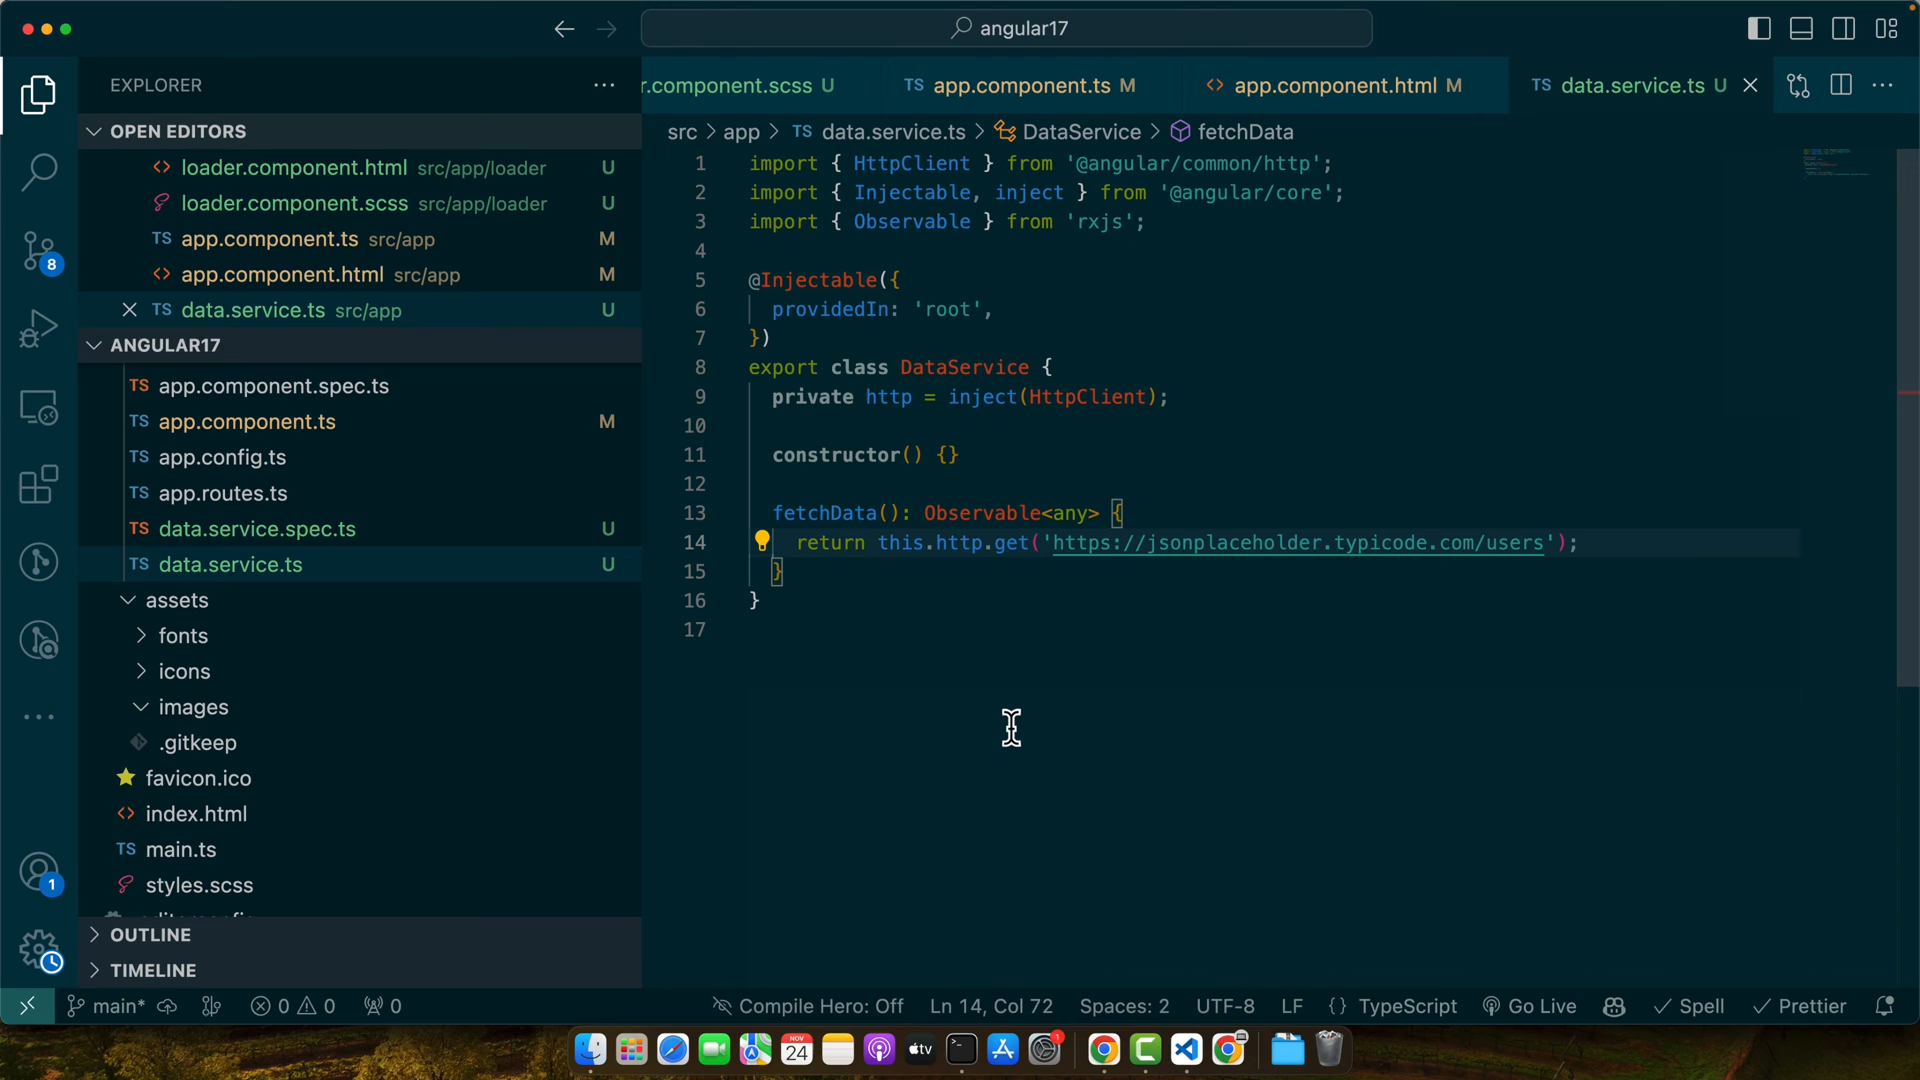 angular17
EXPLORER
r.component.scss U
TS app.component.ts M
app.component.html M
TS data.service.ts U
OPEN EDITORS
loader.component.html src/app/loader U
loader.component.scss src/app/loader U
TS app.component.ts src/app M
app.component.html src/app M
TS data.service.ts src/app U
ANGULAR17
TS app.component.spec.ts
TS app.component.ts M
TS app.config.ts
TS app.routes.ts
TS data.service.spec.ts U
TS data.service.ts U
assets
fonts
icons
images
.gitkeep
favicon.ico
index.html
TS main.ts
styles.scss
OUTLINE
TIMELINE
8
1
src > app > TS data.service.ts > DataService > fetchData
1 import { HttpClient } from '@angular/common/http';
2 import { Injectable, inject } from '@angular/core';
3 import { Observable } from 'rxjs';
4
5 @Injectable({
6 providedIn: 'root',
7 })
8 export class DataService {
9 private http = inject(HttpClient);
10
11 constructor() {}
12
13 fetchData(): Observable<any> {
14 return this.http.get('https://jsonplaceholder.typicode.com/users');
15 }
16 }
17
main* 0 0 0 Compile Hero: Off Ln 14, Col 72 Spaces: 2 UTF-8 LF {} TypeScript Go Live Spell Prettier
NOV
24
tv
1